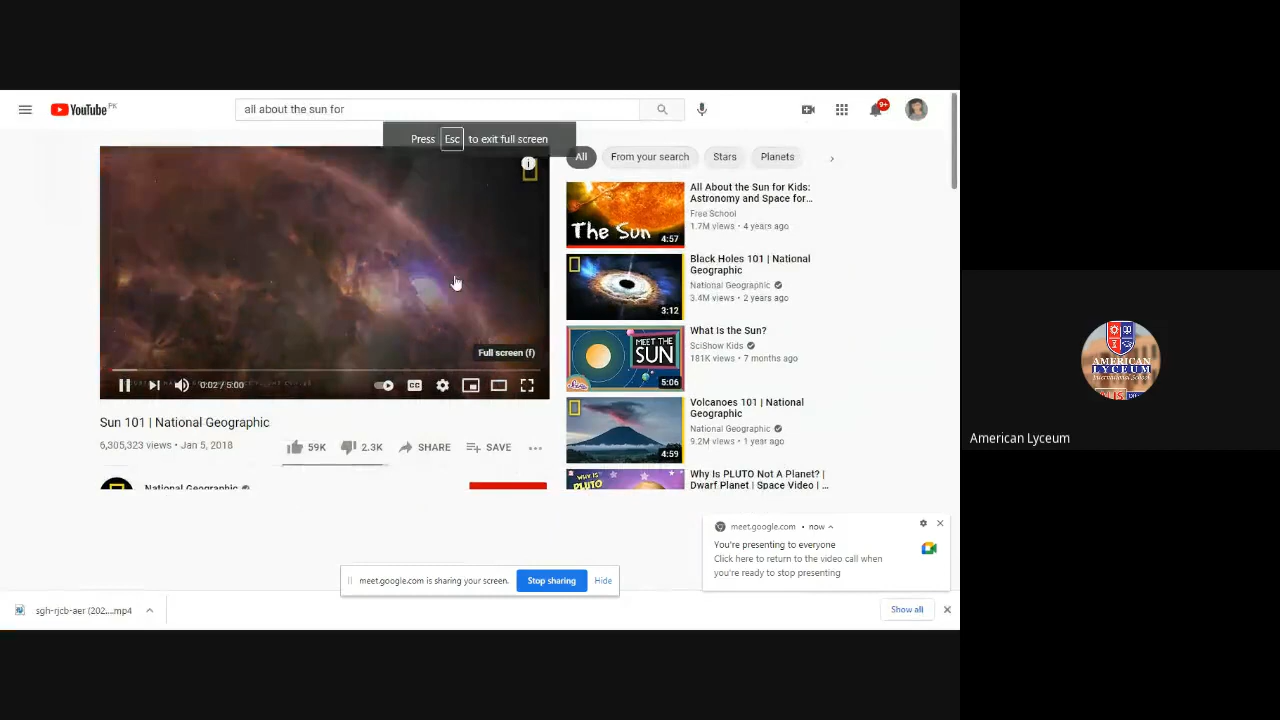 YouTube PK
all about the sun for
9+
Press Esc to exit full screen
All
From your search
Stars
Planets
i
Full screen (f)
0:02 / 5:00
CC
Sun 101 | National Geographic
6,305,323 views • Jan 5, 2018
59K
2.3K
SHARE
SAVE
National Geographic
The Sun
4:57
All About the Sun for Kids:
Astronomy and Space for...
Free School
1.7M views • 4 years ago
3:12
Black Holes 101 | National
Geographic
National Geographic
3.4M views • 2 years ago
MEET THE
SUN
5:06
What Is the Sun?
SciShow Kids
181K views • 7 months ago
4:59
Volcanoes 101 | National
Geographic
National Geographic
9.2M views • 1 year ago
WHY IS
PLUTO
Why Is PLUTO Not A Planet? |
Dwarf Planet | Space Video | ...
meet.google.com • now
You're presenting to everyone
Click here to return to the video call when
you're ready to stop presenting
meet.google.com is sharing your screen.
Stop sharing
Hide
sgh-rjcb-aer (202....mp4
Show all
AMERICAN
LYCEUM
International School
American Lyceum